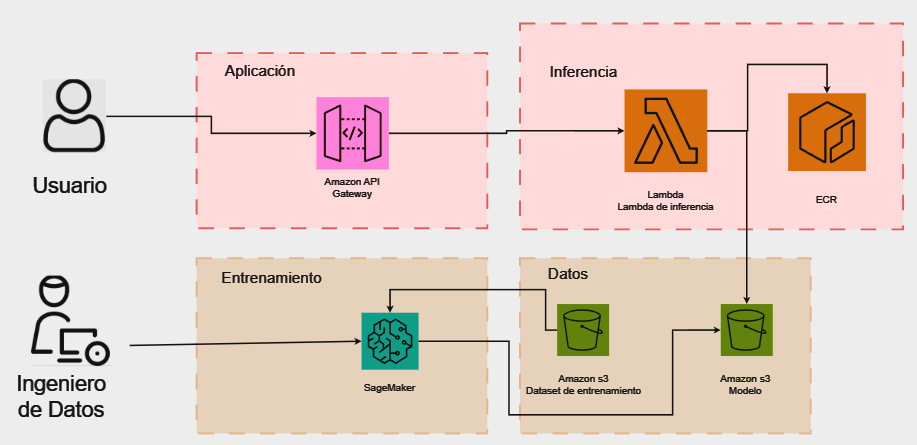 Aplicación
Inferencia
</>
Amazon API
Gateway
Lambda
Lambda de inferencia
ECR
Usuario
Entrenamiento
Datos
SageMaker
Amazon s3
Dataset de entrenamiento
Amazon s3
Modelo
Ingeniero
de Datos